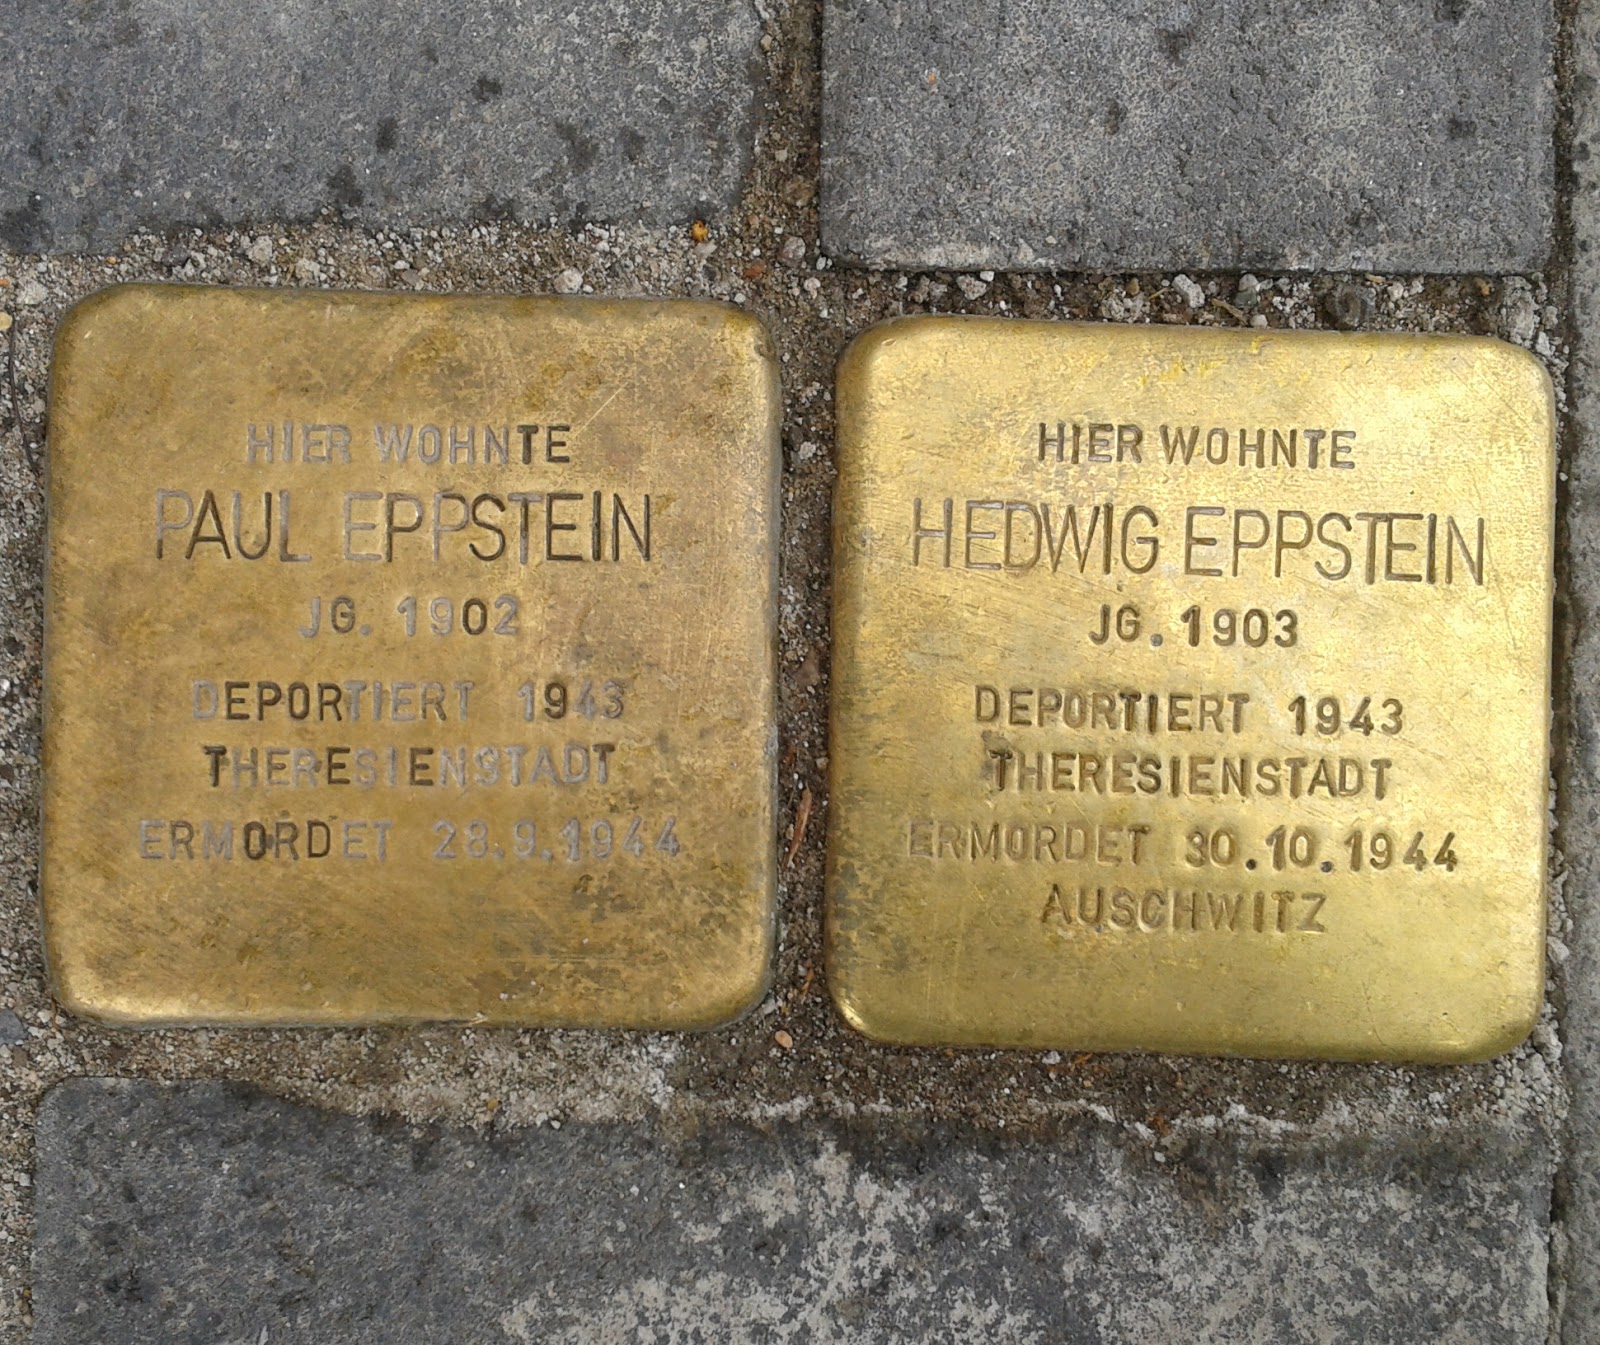 HIER WOHNTE
PAUL EPPSTEIN
JG. 1902
DEPORTIERT 1943
THERESIENSTADT
ERMORDET 28.9.1944
HIER WOHNTE
HEDWIG EPPSTEIN
JG. 1903
DEPORTIERT 1943
THERESIENSTADT
ERMORDET 30.10.1944
AUSCHWITZ